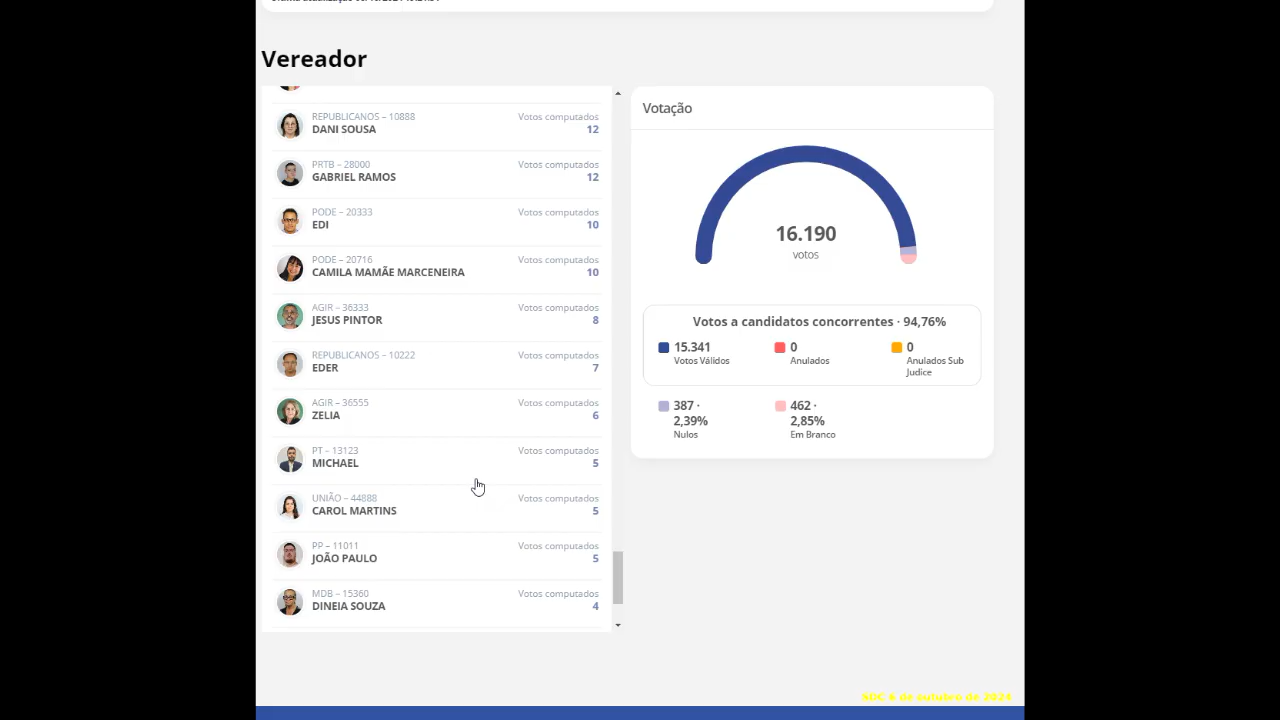 Vereador
REPUBLICANOS – 10888
Votos computados
DANI SOUSA
12
PRTB – 28000
Votos computados
GABRIEL RAMOS
12
PODE – 20333
Votos computados
EDI
10
PODE – 20716
Votos computados
CAMILA MAMÃE MARCENEIRA
10
AGIR – 36333
Votos computados
JESUS PINTOR
8
REPUBLICANOS – 10222
Votos computados
EDER
7
AGIR – 36555
Votos computados
ZELIA
6
PT – 13123
Votos computados
MICHAEL
5
UNIÃO – 44888
Votos computados
CAROL MARTINS
5
PP – 11011
Votos computados
JOÃO PAULO
5
MDB – 15360
Votos computados
DINEIA SOUZA
4
Votação
16.190
votos
Votos a candidatos concorrentes · 94,76%
15.341
Votos Válidos
0
Anulados
0
Anulados Sub
Judice
387 ·
2,39%
Nulos
462 ·
2,85%
Em Branco
SDC 6 de outubro de 2024